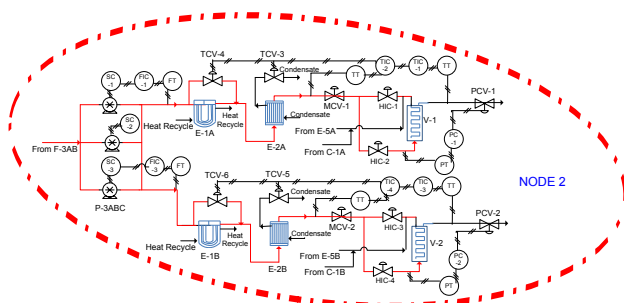 TCV-4
TCV-3
TIC
-2
TIC
-1
TT
SC
-1
FIC
-1
FT
Condensate
TT
PCV-1
MCV-1
HIC-1
SC
-2
Heat Recycle
Heat
Recycle
E-1A
Condensate
E-2A
V-1
From E-5A
PC
-1
From F-3AB
From C-1A
HIC-2
PT
SC
-3
FIC
-3
FT
TCV-6
TCV-5
TIC
-4
TIC
-3
TT
NODE 2
P-3ABC
Condensate
TT
PCV-2
MCV-2
HIC-3
Heat Recycle
Heat
Recycle
E-1B
Condensate
E-2B
V-2
From E-5B
PC
-2
From C-1B
HIC-4
PT